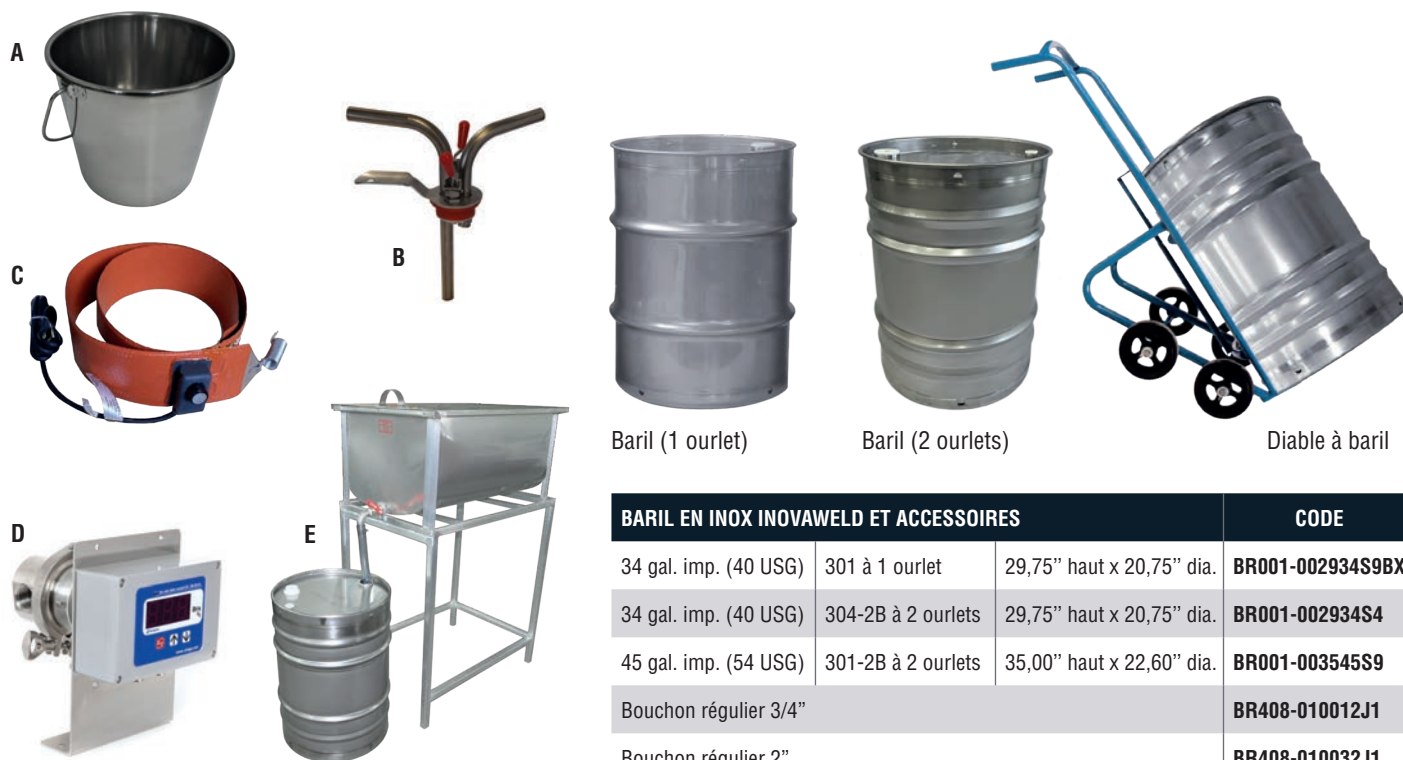 A
B
C
D
E
Baril (1 ourlet)
Baril (2 ourlets)
Diable à baril
BARIL EN INOX INOVAWELD ET ACCESSOIRES CODE
34 gal. imp. (40 USG) 301 à 1 ourlet 29,75’’ haut x 20,75’’ dia. BR001-002934S9BX
34 gal. imp. (40 USG) 304-2B à 2 ourlets 29,75’’ haut x 20,75’’ dia. BR001-002934S4
45 gal. imp. (54 USG) 301-2B à 2 ourlets 35,00’’ haut x 22,60’’ dia. BR001-003545S9
Bouchon régulier 3/4” BR408-010012J1
Bouchon régulier 2” BR408-010032J1